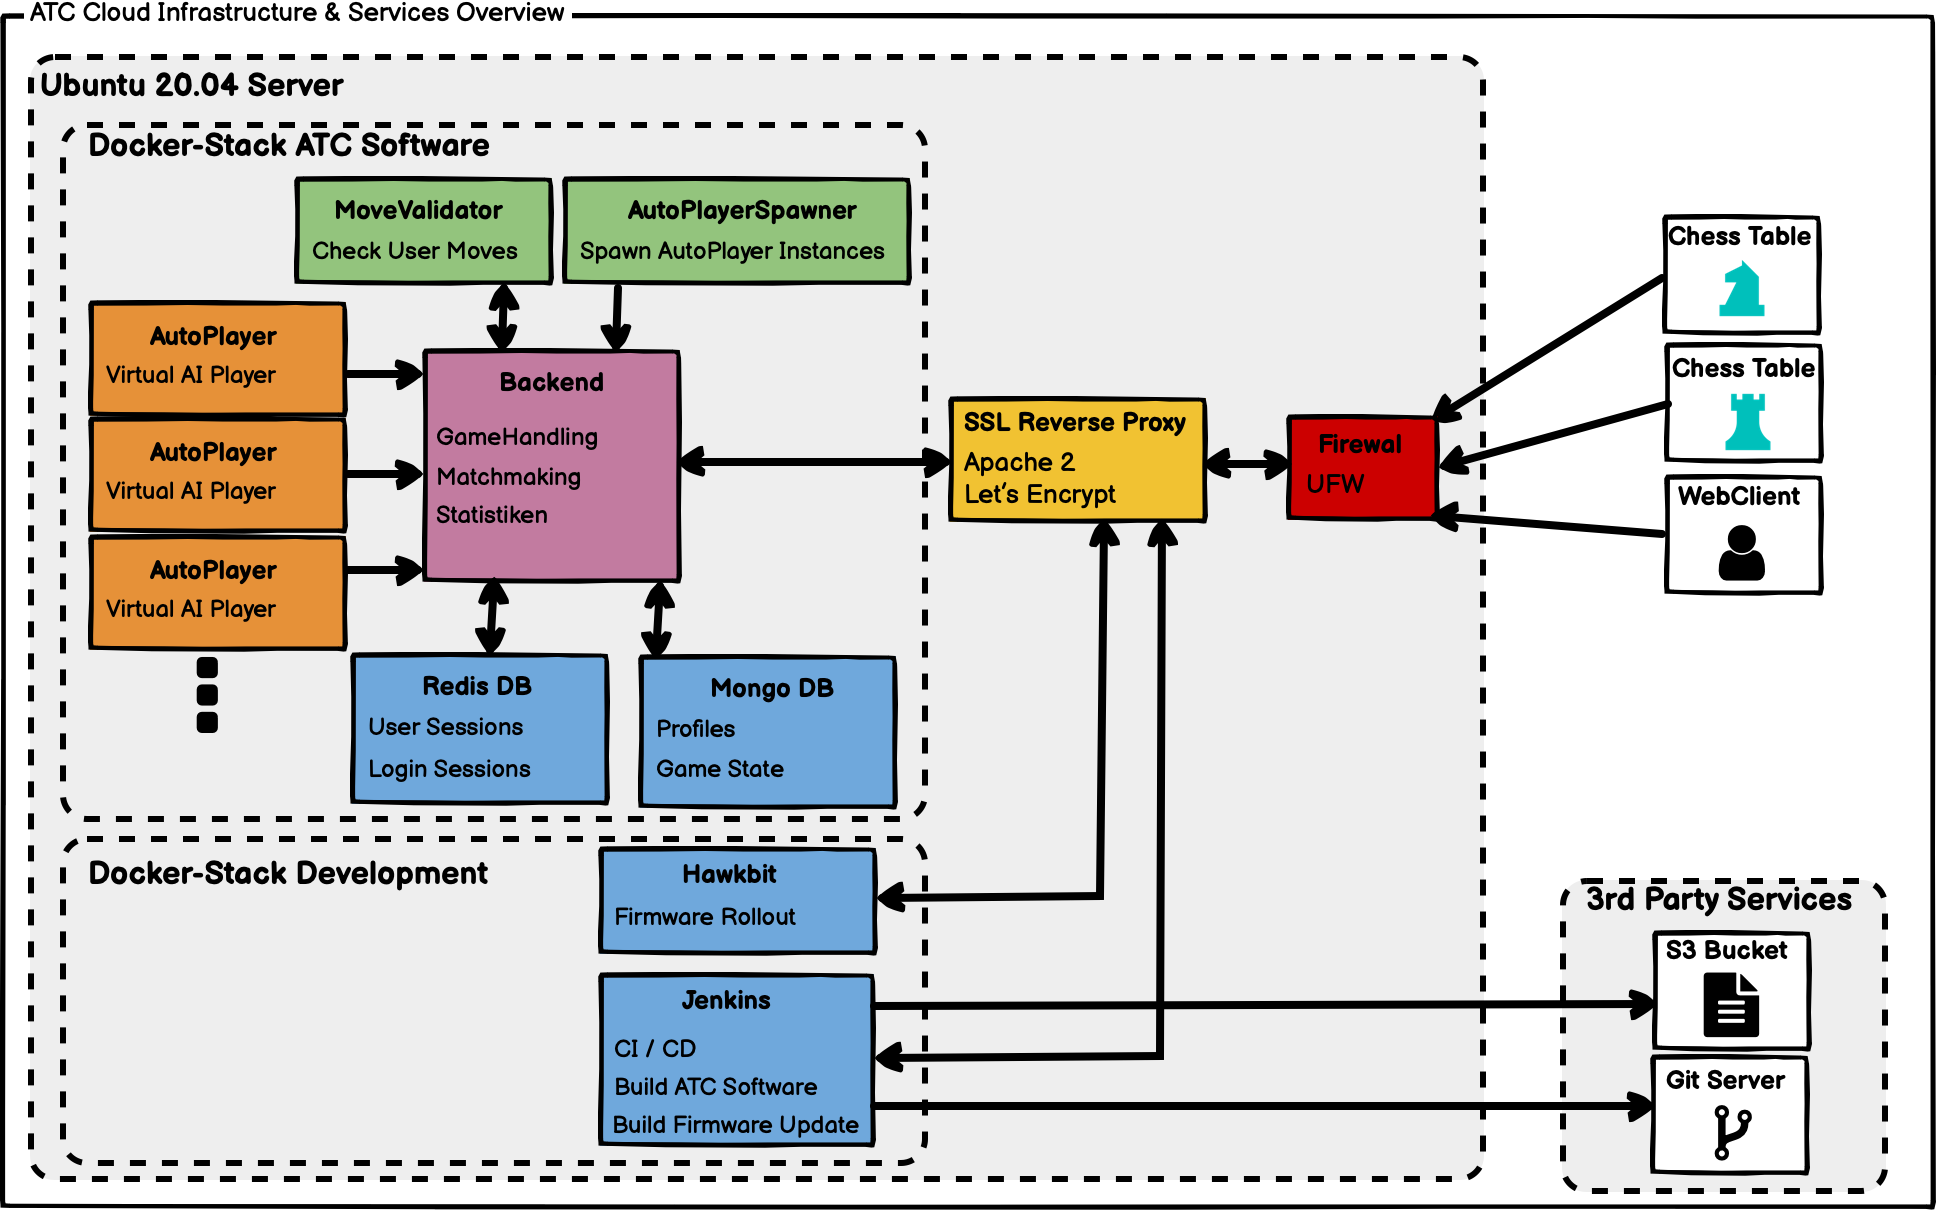 ATC Cloud Infrastructure & Services Overview
Ubuntu 20.04 Server
Docker-Stack ATC Software
MoveValidator
Check User Moves
AutoPlayerSpawner
Spawn AutoPlayer Instances
AutoPlayer
Virtual AI Player
AutoPlayer
Virtual AI Player
AutoPlayer
Virtual AI Player
Backend
GameHandling
Matchmaking
Statistiken
Redis DB
User Sessions
Login Sessions
Mongo DB
Profiles
Game State
SSL Reverse Proxy
Apache 2
Let's Encrypt
Firewal
UFW
Chess Table
Chess Table
WebClient
Docker-Stack Development
Hawkbit
Firmware Rollout
Jenkins
CI / CD
Build ATC Software
Build Firmware Update
3rd Party Services
S3 Bucket
Git Server